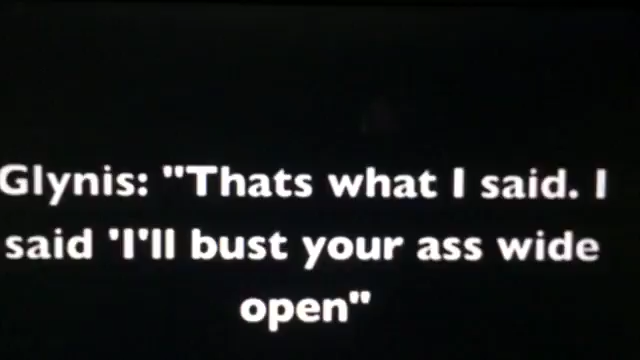 Glynis: "Thats what I said. I
said 'I'll bust your ass wide
open"